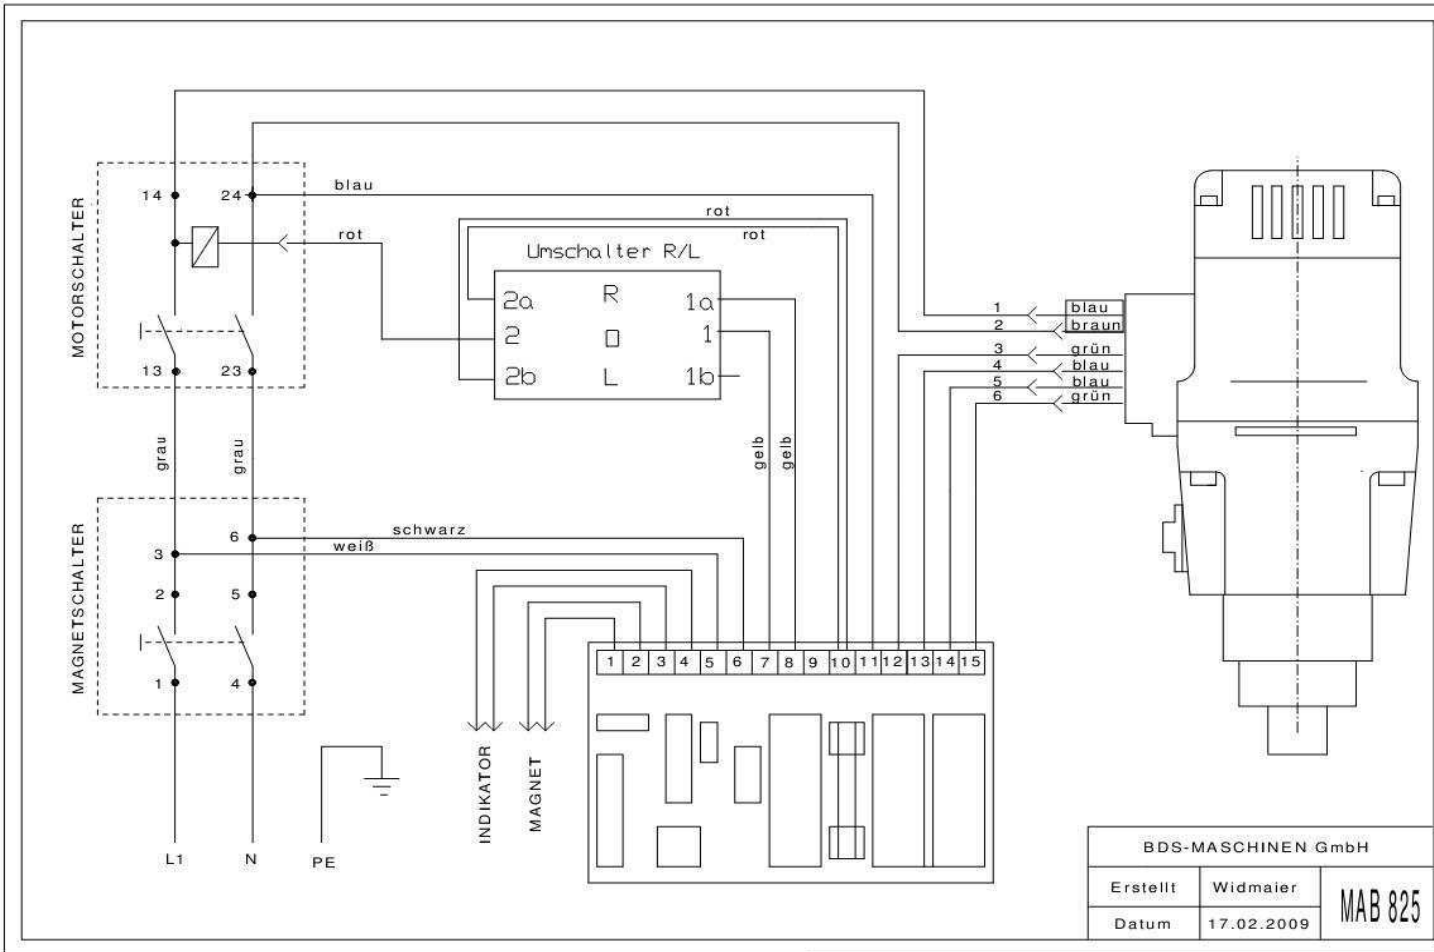 14
24
blau
rot
MOTORSCHALTER
13
23
rot
rot
Umschalter R/L
2a R 1a
2 0 1
2b L 1b
1 blau
2 braun
3 grün
4 blau
5 blau
6 grün
grau
grau
gelb
gelb
MAGNETSCHALTER
6
schwarz
3
weiß
2
5
1
4
L1
N
PE
INDIKATOR
MAGNET
1 2 3 4 5 6 7 8 9 10 11 12 13 14 15
BDS-MASCHINEN GmbH
Erstellt Widmaier
MAB 825
Datum 17.02.2009